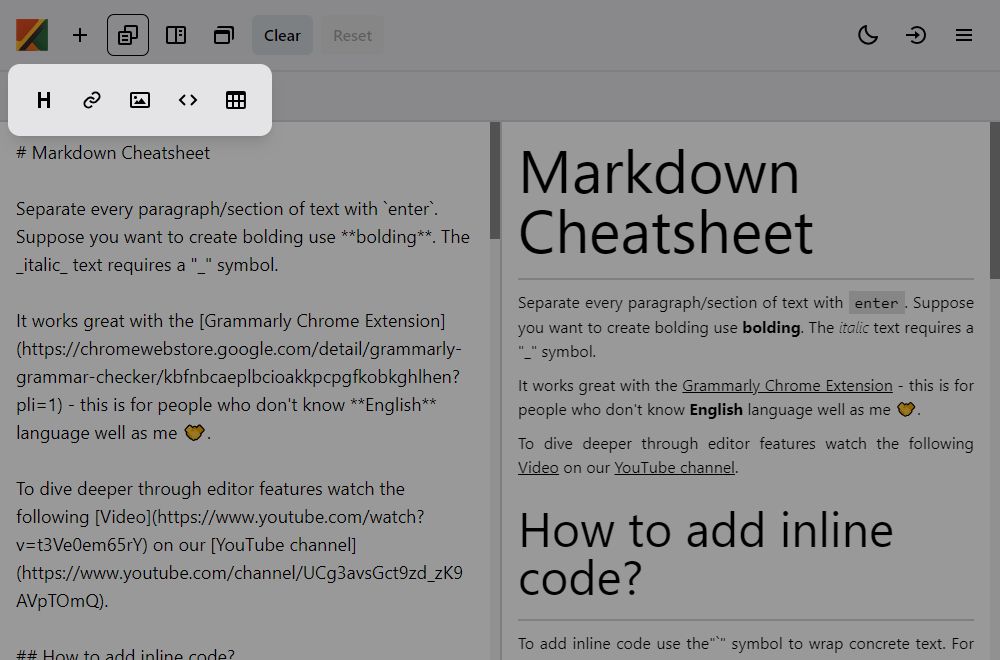 Clear Reset
H
# Markdown Cheatsheet
Separate every paragraph/section of text with `enter`.
Suppose you want to create bolding use **bolding**. The
_italic_ text requires a "_" symbol.
It works great with the [Grammarly Chrome Extension]
(https://chromewebstore.google.com/detail/grammarly-
grammar-checker/kbfnbcaeplbcioakkpcpgfkobkghlhen?
pli=1) - this is for people who don't know **English**
language well as me 🤝.
To dive deeper through editor features watch the
following [Video](https://www.youtube.com/watch?
v=t3Ve0em65rY) on our [YouTube channel]
(https://www.youtube.com/channel/UCg3avsGct9zd_zK9
AVpTOmQ).
## How to add inline code?
Markdown
Cheatsheet
Separate every paragraph/section of text with enter. Suppose
you want to create bolding use bolding. The italic text requires a
"_" symbol.
It works great with the Grammarly Chrome Extension - this is for
people who don't know English language well as me 🤝.
To dive deeper through editor features watch the following
Video on our YouTube channel.
How to add inline
code?
To add inline code use the"`" symbol to wrap concrete text. For